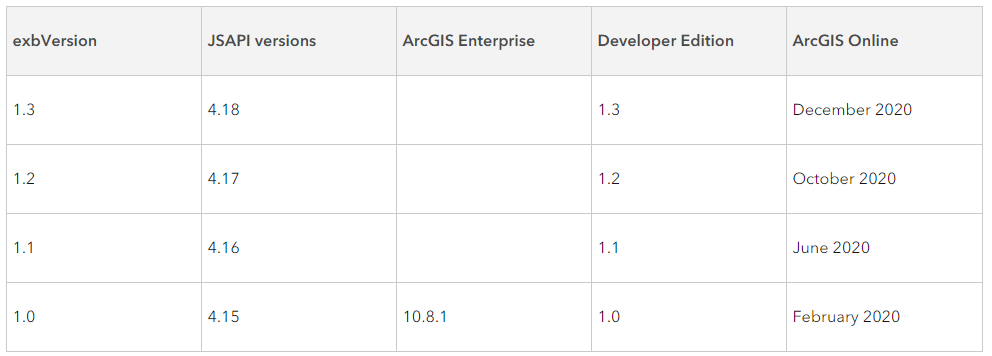 exbVersion JSAPI versions ArcGIS Enterprise Developer Edition ArcGIS Online
1.3 4.18 1.3 December 2020
1.2 4.17 1.2 October 2020
1.1 4.16 1.1 June 2020
1.0 4.15 10.8.1 1.0 February 2020